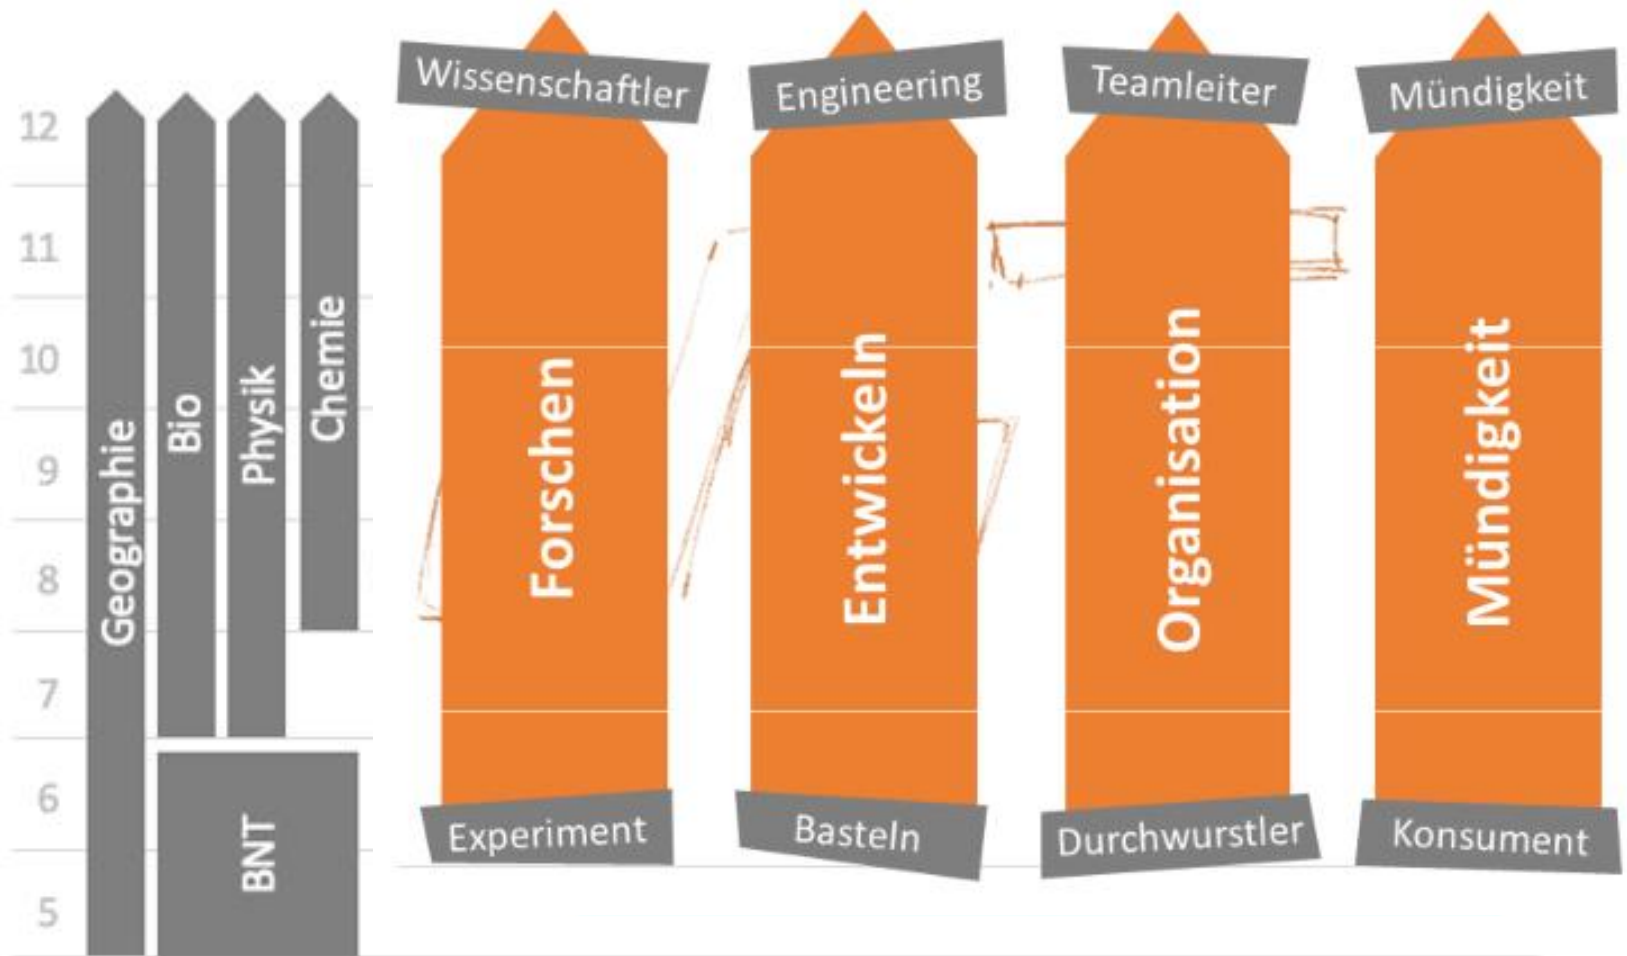 12
11
10
9
8
7
6
5
Geographie
Bio
Physik
Chemie
BNT
Wissenschaftler
Engineering
Teamleiter
Mündigkeit
Forschen
Entwickeln
Organisation
Mündigkeit
Experiment
Basteln
Durchwurstler
Konsument